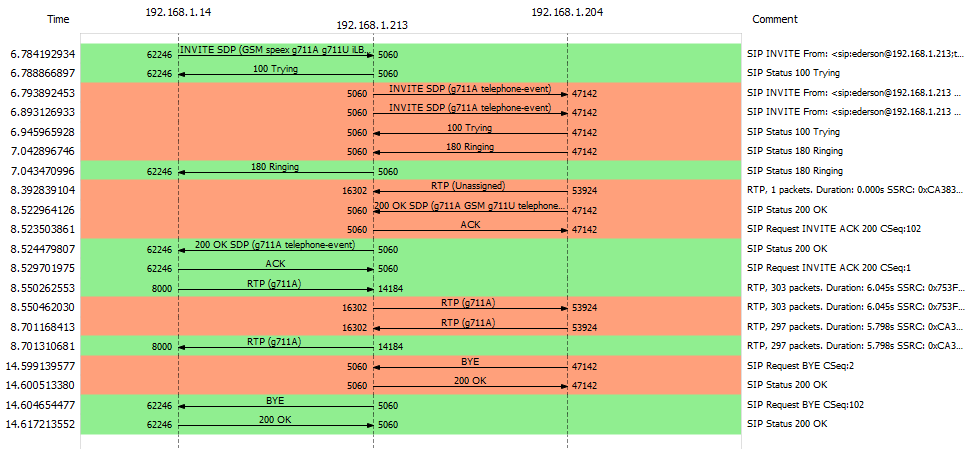 Time 192.168.1.14 192.168.1.213 192.168.1.204 Comment
6.784192934 62246 INVITE SDP (GSM speex g711A g711U iLB... 5060 SIP INVITE From: <sip:ederson@192.168.1.213;t...
6.788866897 62246 100 Trying 5060 SIP Status 100 Trying
6.793892453 5060 INVITE SDP (g711A telephone-event) 47142 SIP INVITE From: <sip:ederson@192.168.1.213 ...
6.893126933 5060 INVITE SDP (g711A telephone-event) 47142 SIP INVITE From: <sip:ederson@192.168.1.213 ...
6.945965928 5060 100 Trying 47142 SIP Status 100 Trying
7.042896746 5060 180 Ringing 47142 SIP Status 180 Ringing
7.043470996 62246 180 Ringing 5060 SIP Status 180 Ringing
8.392839104 16302 RTP (Unassigned) 53924 RTP, 1 packets. Duration: 0.000s SSRC: 0xCA383...
8.522964126 5060 200 OK SDP (g711A GSM g711U telephone... 47142 SIP Status 200 OK
8.523503861 5060 ACK 47142 SIP Request INVITE ACK 200 CSeq:102
8.524479807 62246 200 OK SDP (g711A telephone-event) 5060 SIP Status 200 OK
8.529701975 62246 ACK 5060 SIP Request INVITE ACK 200 CSeq:1
8.550262553 8000 RTP (g711A) 14184 RTP, 303 packets. Duration: 6.045s SSRC: 0x753F...
8.550462030 16302 RTP (g711A) 53924 RTP, 303 packets. Duration: 6.045s SSRC: 0x753F...
8.701168413 16302 RTP (g711A) 53924 RTP, 297 packets. Duration: 5.798s SSRC: 0xCA3...
8.701310681 8000 RTP (g711A) 14184 RTP, 297 packets. Duration: 5.798s SSRC: 0xCA3...
14.599139577 5060 BYE 47142 SIP Request BYE CSeq:2
14.600513380 5060 200 OK 47142 SIP Status 200 OK
14.604654477 62246 BYE 5060 SIP Request BYE CSeq:102
14.617213552 62246 200 OK 5060 SIP Status 200 OK